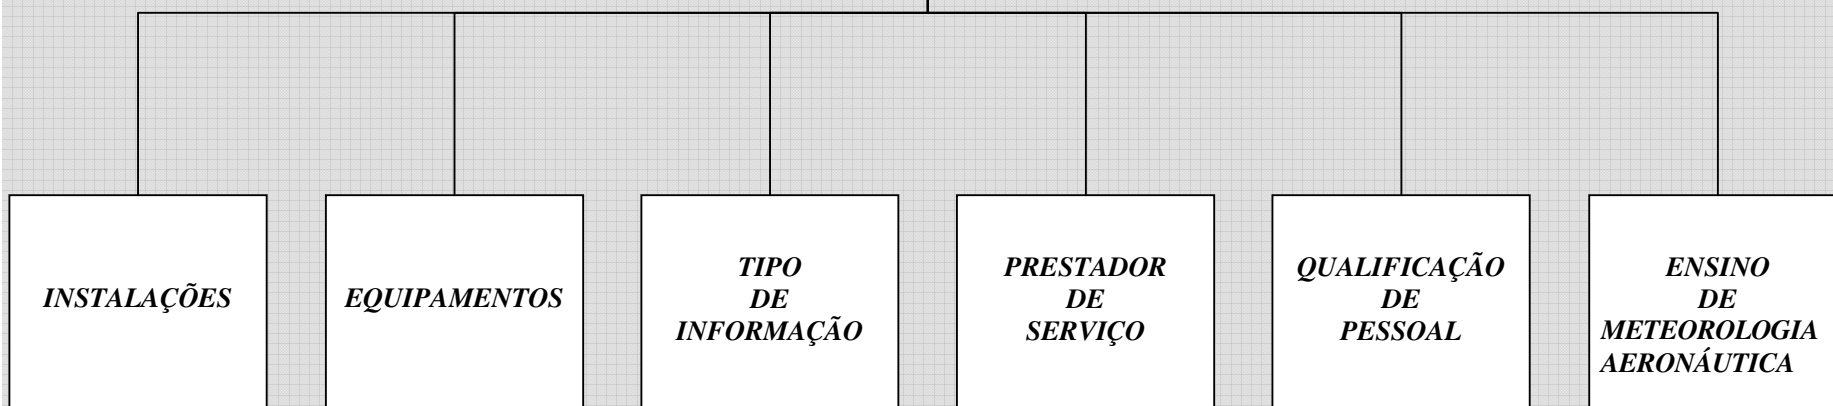 INSTALAÇÕES
EQUIPAMENTOS
TIPO
DE
INFORMAÇÃO
PRESTADOR
DE
SERVIÇO
QUALIFICAÇÃO
DE
PESSOAL
ENSINO
DE
METEOROLOGIA
AERONÁUTICA